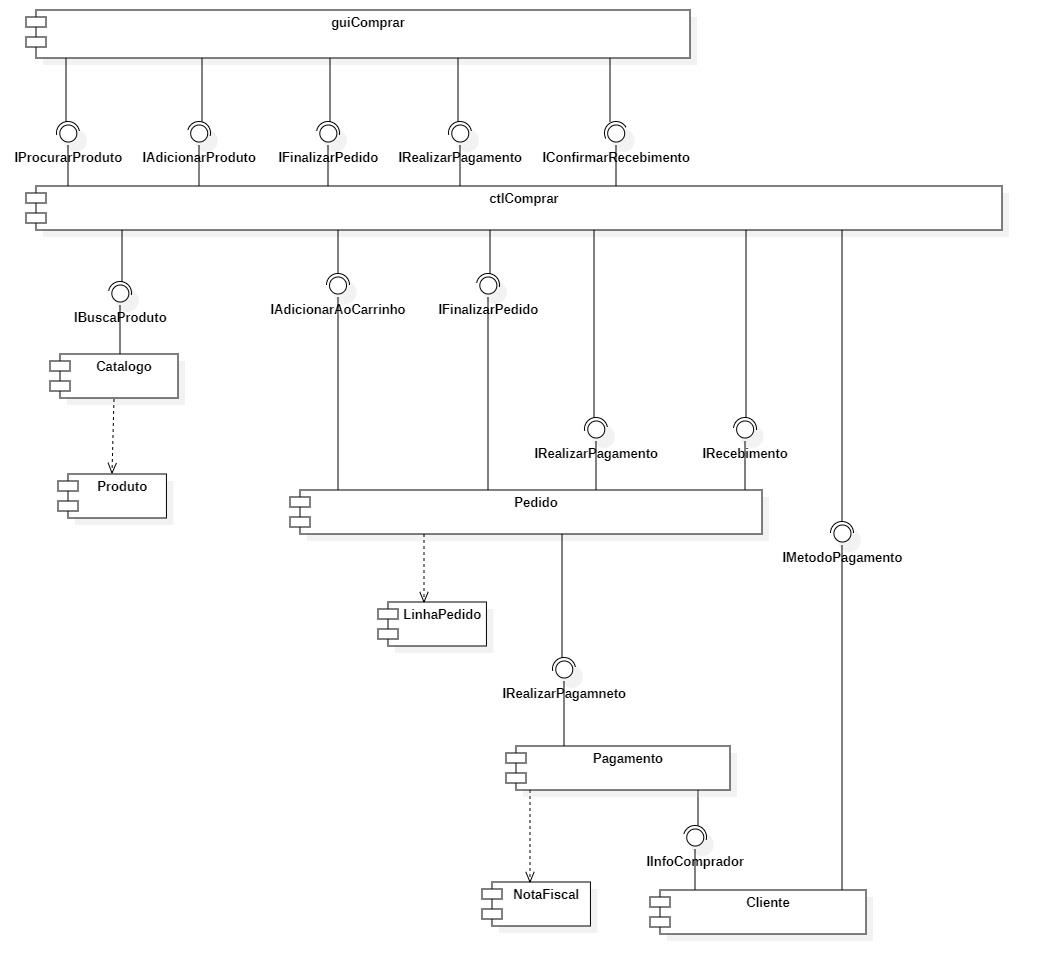 guiComprar
IProcurarProduto
IAdicionarProduto
IFinalizarPedido
IRealizarPagamento
IConfirmarRecebimento
ctlComprar
IBuscaProduto
IAdicionarAoCarrinho
IFinalizarPedido
Catalogo
IRealizarPagamento
IRecebimento
Produto
Pedido
IMetodoPagamento
LinhaPedido
IRealizarPagamneto
Pagamento
IInfoComprador
NotaFiscal
Cliente